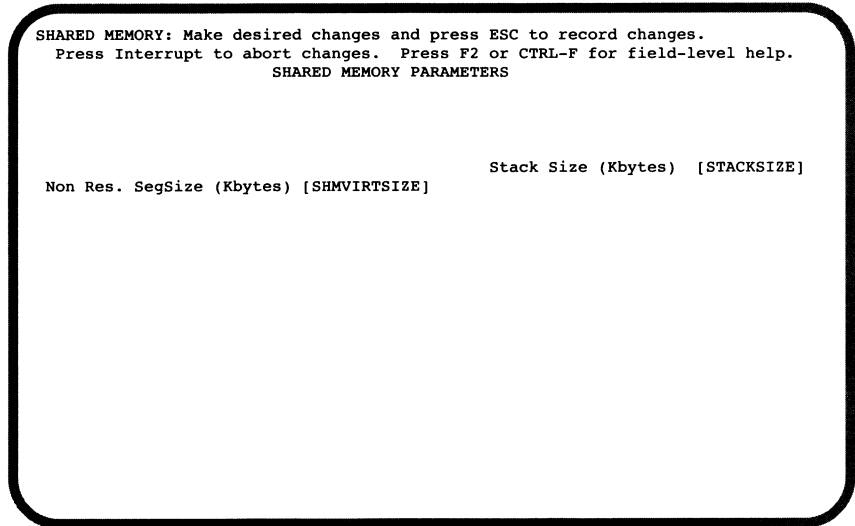 SHARED MEMORY: Make desired changes and press ESC to record changes.
Press Interrupt to abort changes.  Press F2 or CTRL-F for field-level help.
SHARED MEMORY PARAMETERS
Stack Size (Kbytes)  [STACKSIZE]
Non Res. SegSize (Kbytes) [SHMVIRTSIZE]